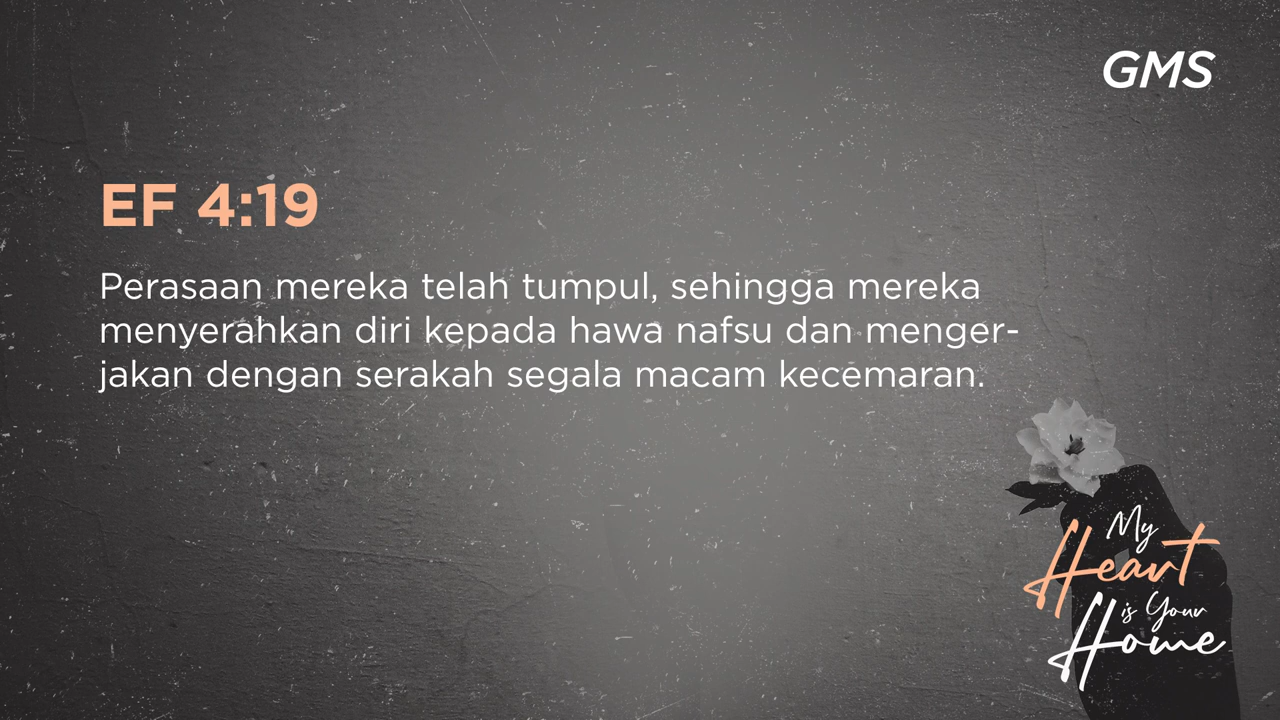 GMS
EF 4:19
Perasaan mereka telah tumpul, sehingga mereka
menyerahkan diri kepada hawa nafsu dan menger-
jakan dengan serakah segala macam kecemaran.
My
Heart
is Your
Home